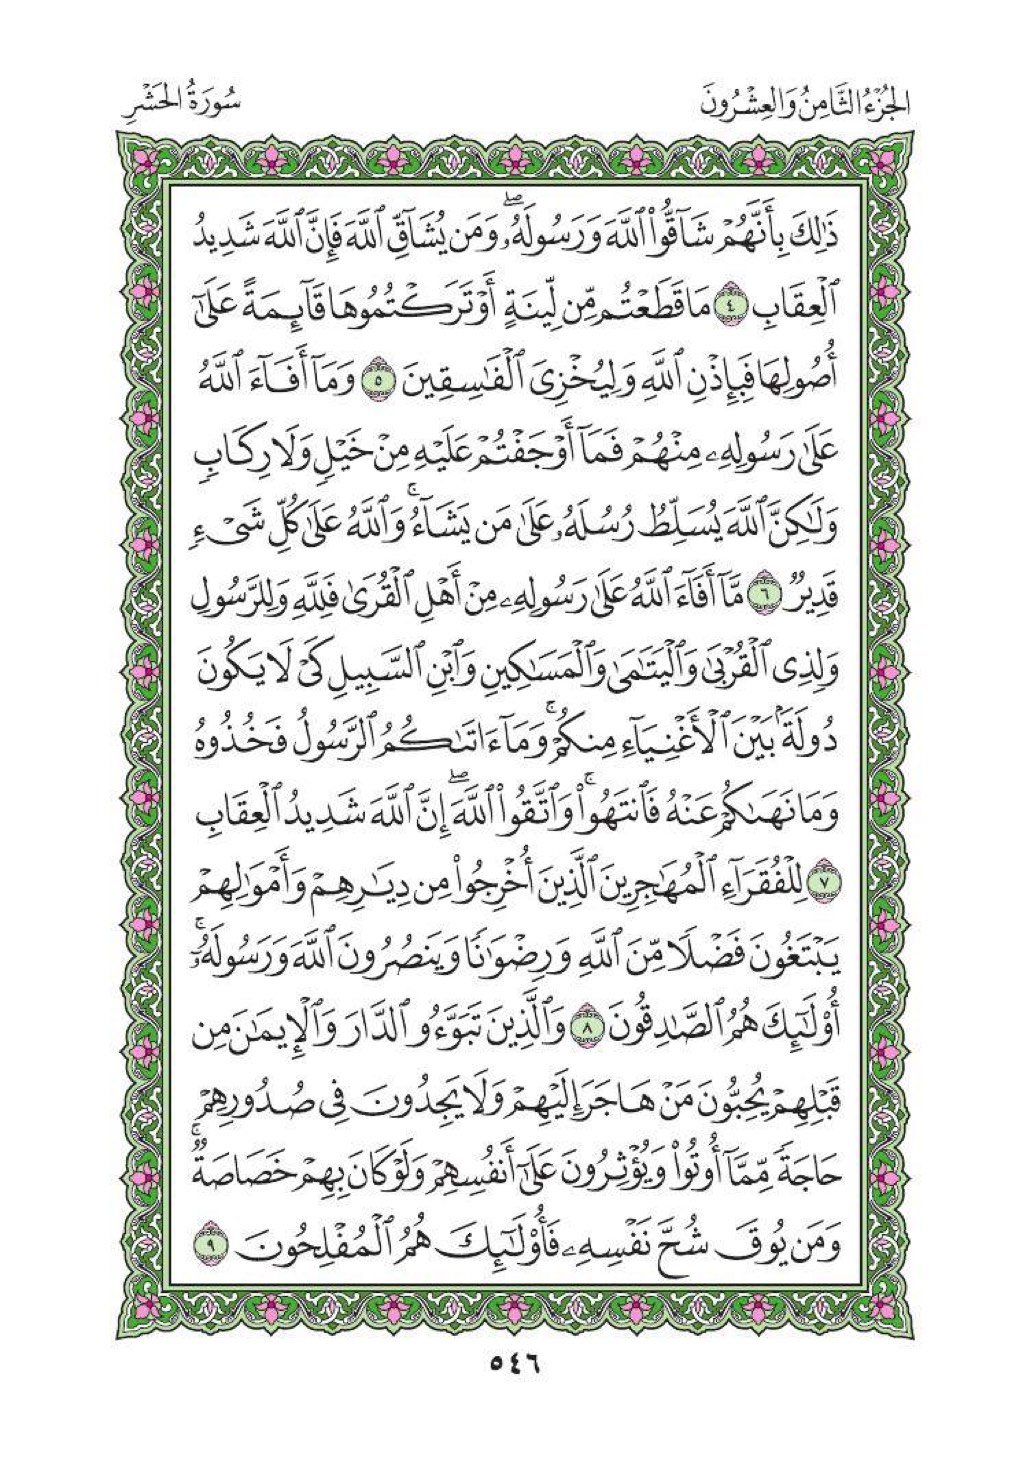 الجُزْءُ الثَّامِنُ وَالعِشْرُونَ
سُورَةُ الحَشْرِ
ذَٰلِكَ بِأَنَّهُمْ شَآقُّوا۟ ٱللَّهَ وَرَسُولَهُۥ ۖ وَمَن يُشَآقِّ ٱللَّهَ فَإِنَّ ٱللَّهَ شَدِيدُ
ٱلْعِقَابِ ٤ مَا قَطَعْتُم مِّن لِّينَةٍ أَوْ تَرَكْتُمُوهَا قَآئِمَةً عَلَىٰٓ
أُصُولِهَا فَبِإِذْنِ ٱللَّهِ وَلِيُخْزِىَ ٱلْفَٰسِقِينَ ٥ وَمَآ أَفَآءَ ٱللَّهُ
عَلَىٰ رَسُولِهِۦ مِنْهُمْ فَمَآ أَوْجَفْتُمْ عَلَيْهِ مِنْ خَيْلٍ وَلَا رِكَابٍ
وَلَٰكِنَّ ٱللَّهَ يُسَلِّطُ رُسُلَهُۥ عَلَىٰ مَن يَشَآءُ ۚ وَٱللَّهُ عَلَىٰ كُلِّ شَىْءٍ
قَدِيرٌ ٦ مَّآ أَفَآءَ ٱللَّهُ عَلَىٰ رَسُولِهِۦ مِنْ أَهْلِ ٱلْقُرَىٰ فَلِلَّهِ وَلِلرَّسُولِ
وَلِذِى ٱلْقُرْبَىٰ وَٱلْيَتَٰمَىٰ وَٱلْمَسَٰكِينِ وَٱبْنِ ٱلسَّبِيلِ كَىْ لَا يَكُونَ
دُولَةًۢ بَيْنَ ٱلْأَغْنِيَآءِ مِنكُمْ ۚ وَمَآ ءَاتَىٰكُمُ ٱلرَّسُولُ فَخُذُوهُ
وَمَا نَهَىٰكُمْ عَنْهُ فَٱنتَهُوا۟ ۚ وَٱتَّقُوا۟ ٱللَّهَ ۖ إِنَّ ٱللَّهَ شَدِيدُ ٱلْعِقَابِ
٧ لِلْفُقَرَآءِ ٱلْمُهَٰجِرِينَ ٱلَّذِينَ أُخْرِجُوا۟ مِن دِيَٰرِهِمْ وَأَمْوَٰلِهِمْ
يَبْتَغُونَ فَضْلًا مِّنَ ٱللَّهِ وَرِضْوَٰنًا وَيَنصُرُونَ ٱللَّهَ وَرَسُولَهُۥٓ ۚ
أُو۟لَٰٓئِكَ هُمُ ٱلصَّٰدِقُونَ ٨ وَٱلَّذِينَ تَبَوَّءُو ٱلدَّارَ وَٱلْإِيمَٰنَ مِن
قَبْلِهِمْ يُحِبُّونَ مَنْ هَاجَرَ إِلَيْهِمْ وَلَا يَجِدُونَ فِى صُدُورِهِمْ
حَاجَةً مِّمَّآ أُوتُوا۟ وَيُؤْثِرُونَ عَلَىٰٓ أَنفُسِهِمْ وَلَوْ كَانَ بِهِمْ خَصَاصَةٌ ۚ
وَمَن يُوقَ شُحَّ نَفْسِهِۦ فَأُو۟لَٰٓئِكَ هُمُ ٱلْمُفْلِحُونَ ٩
٥٤٦